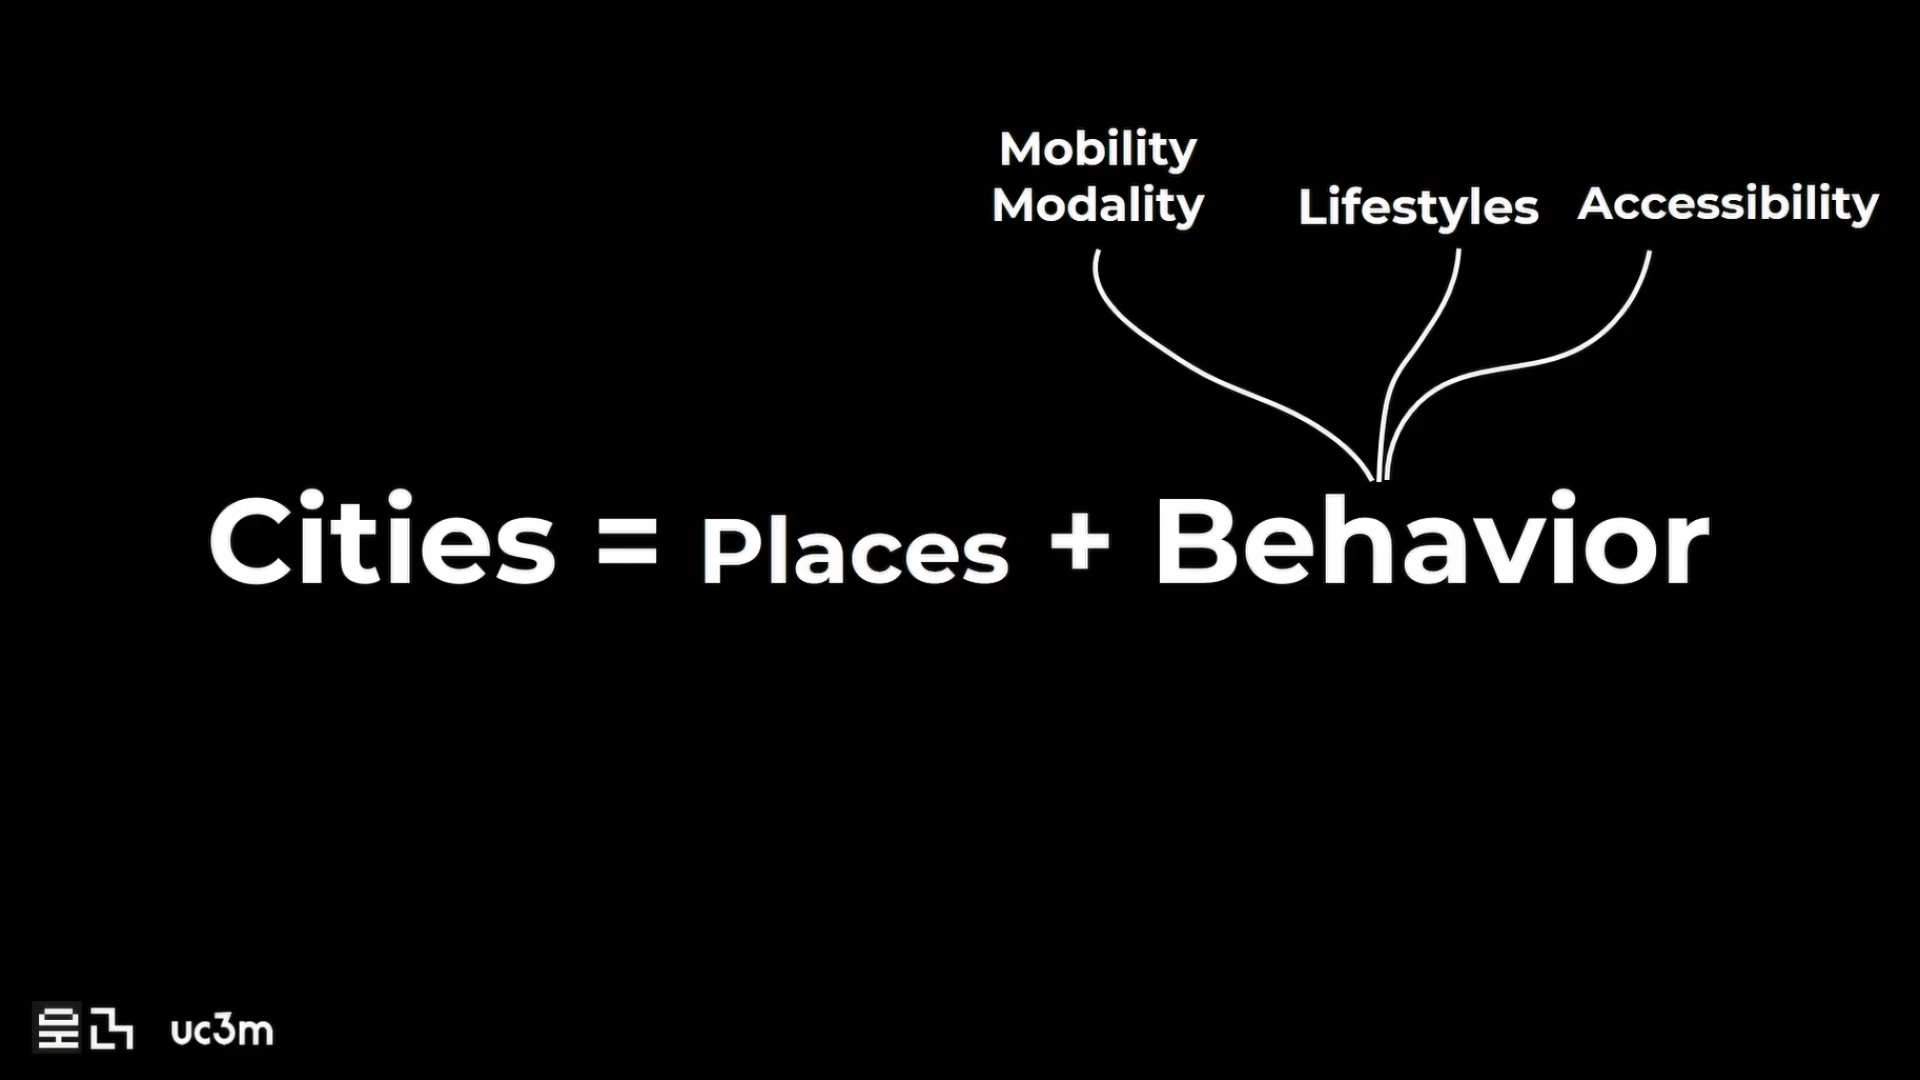 Mobility
Modality
Lifestyles
Accessibility
Cities = Places + Behavior
uc3m